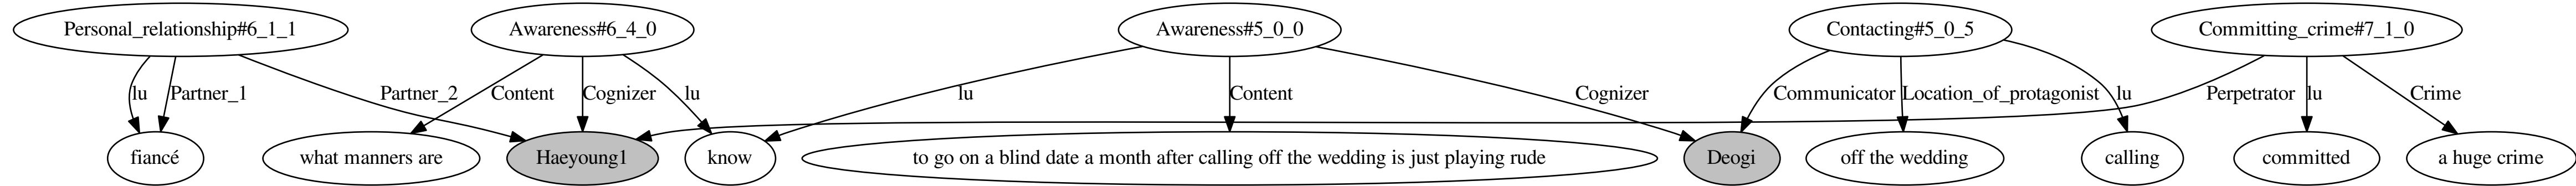 Personal_relationship#6_1_1 Awareness#6_4_0 Awareness#5_0_0 Contacting#5_0_5 Committing_crime#7_1_0
lu Partner_1 Partner_2 Content Cognizer lu lu Content Cognizer Communicator Location_of_protagonist lu Perpetrator lu Crime
fiancé what manners are Haeyoung1 know to go on a blind date a month after calling off the wedding is just playing rude Deogi off the wedding calling committed a huge crime